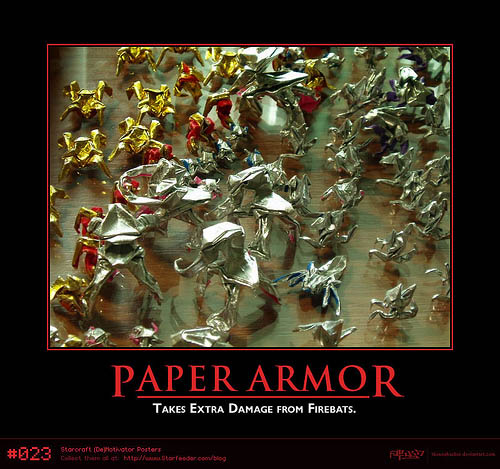 PAPER ARMOR
TAKES EXTRA DAMAGE FROM FIREBATS.
#023
Starcraft (De)Motivator Posters
Collect them all at: http://www.Starfeeder.com/blog